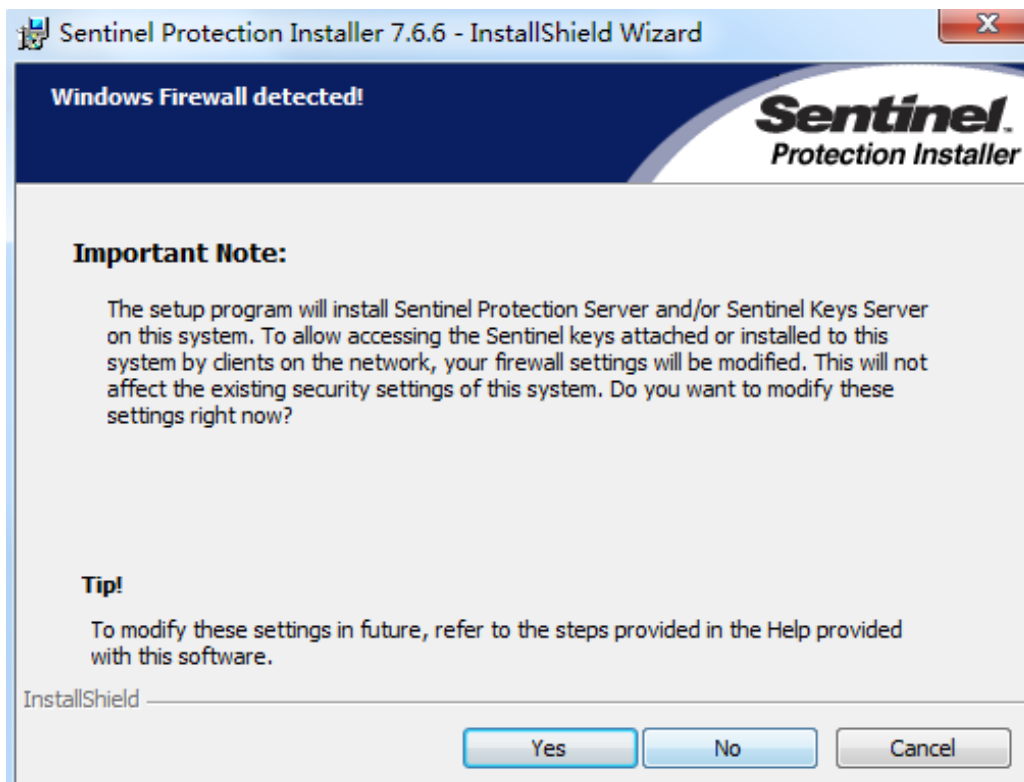 Sentinel Protection Installer 7.6.6 - InstallShield Wizard
Windows Firewall detected!
Sentinel.
Protection Installer
Important Note:
The setup program will install Sentinel Protection Server and/or Sentinel Keys Server
on this system. To allow accessing the Sentinel keys attached or installed to this
system by clients on the network, your firewall settings will be modified. This will not
affect the existing security settings of this system. Do you want to modify these
settings right now?
Tip!
To modify these settings in future, refer to the steps provided in the Help provided
with this software.
InstallShield
Yes
No
Cancel